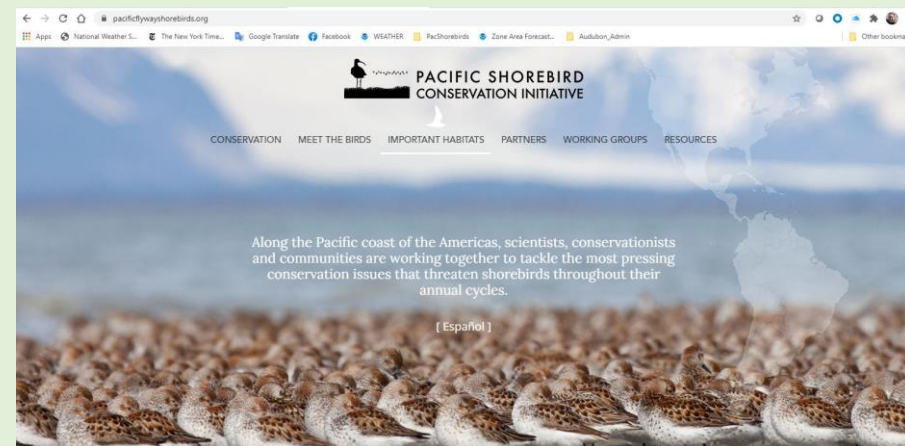 pacificflywayshorebirds.org
Apps National Weather S... The New York Time... Google Translate Facebook WEATHER PacShorebirds Zone Area Forecast... Audubon_Admin Other bookma
PACIFIC SHOREBIRD
CONSERVATION INITIATIVE
CONSERVATION MEET THE BIRDS IMPORTANT HABITATS PARTNERS WORKING GROUPS RESOURCES
Along the Pacific coast of the Americas, scientists, conservationists
and communities are working together to tackle the most pressing
conservation issues that threaten shorebirds throughout their
annual cycles.
[ Español ]